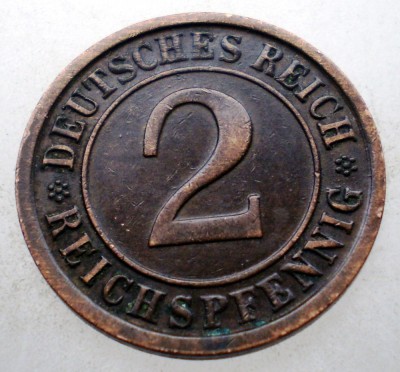 DEUTSCHES REICH
2
REICHSPFENNIG